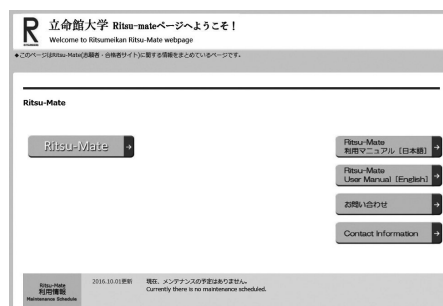 R
立命館大学 Ritsu-mateページへようこそ！
Welcome to Ritsumeikan Ritsu-Mate webpage
◆このページはRitsu-Mate(志願者・合格者サイト)に関する情報をまとめているページです。
Ritsu-Mate
Ritsu-Mate
Ritsu-Mate
利用マニュアル［日本語］
Ritsu-Mate
User Manual［English］
お問い合わせ
Contact Information
Ritsu-Mate
利用情報
Maintenance Schedule
2016.10.01更新
現在、メンテナンスの予定はありません。
Currently there is no maintenance scheduled.